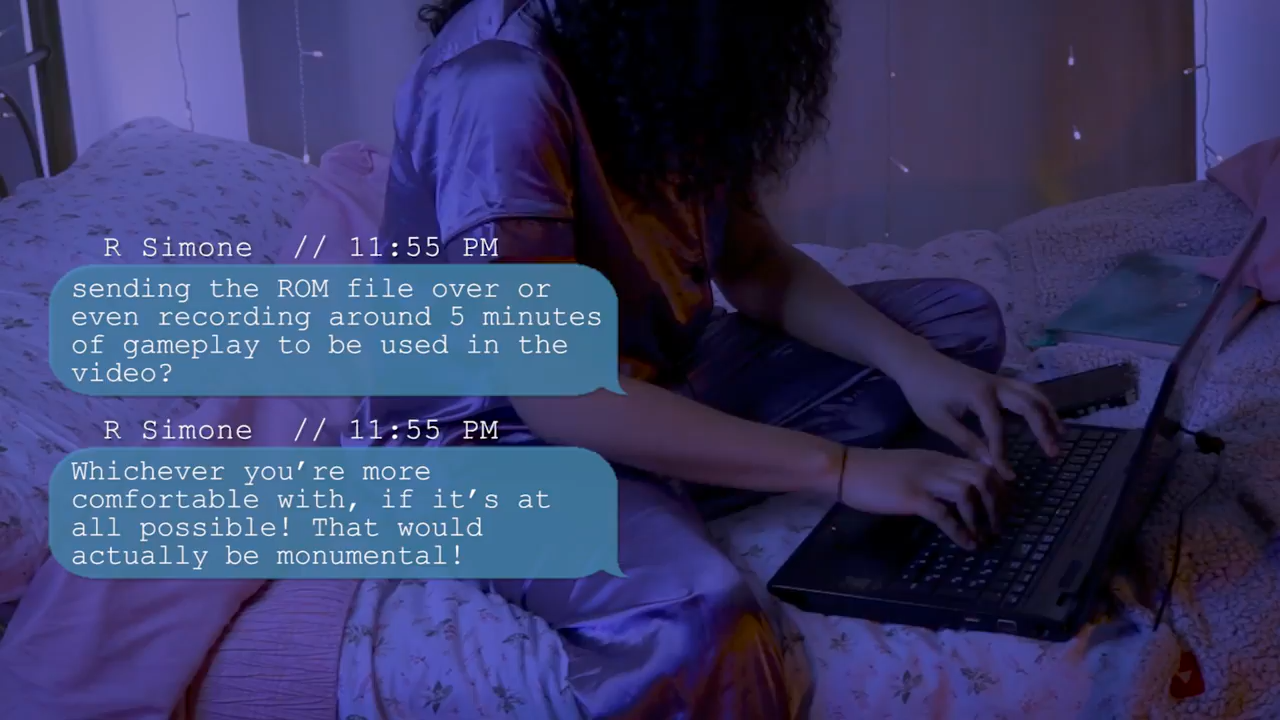 R Simone // 11:55 PM
sending the ROM file over or
even recording around 5 minutes
of gameplay to be used in the
video?
R Simone // 11:55 PM
Whichever you’re more
comfortable with, if it’s at
all possible! That would
actually be monumental!